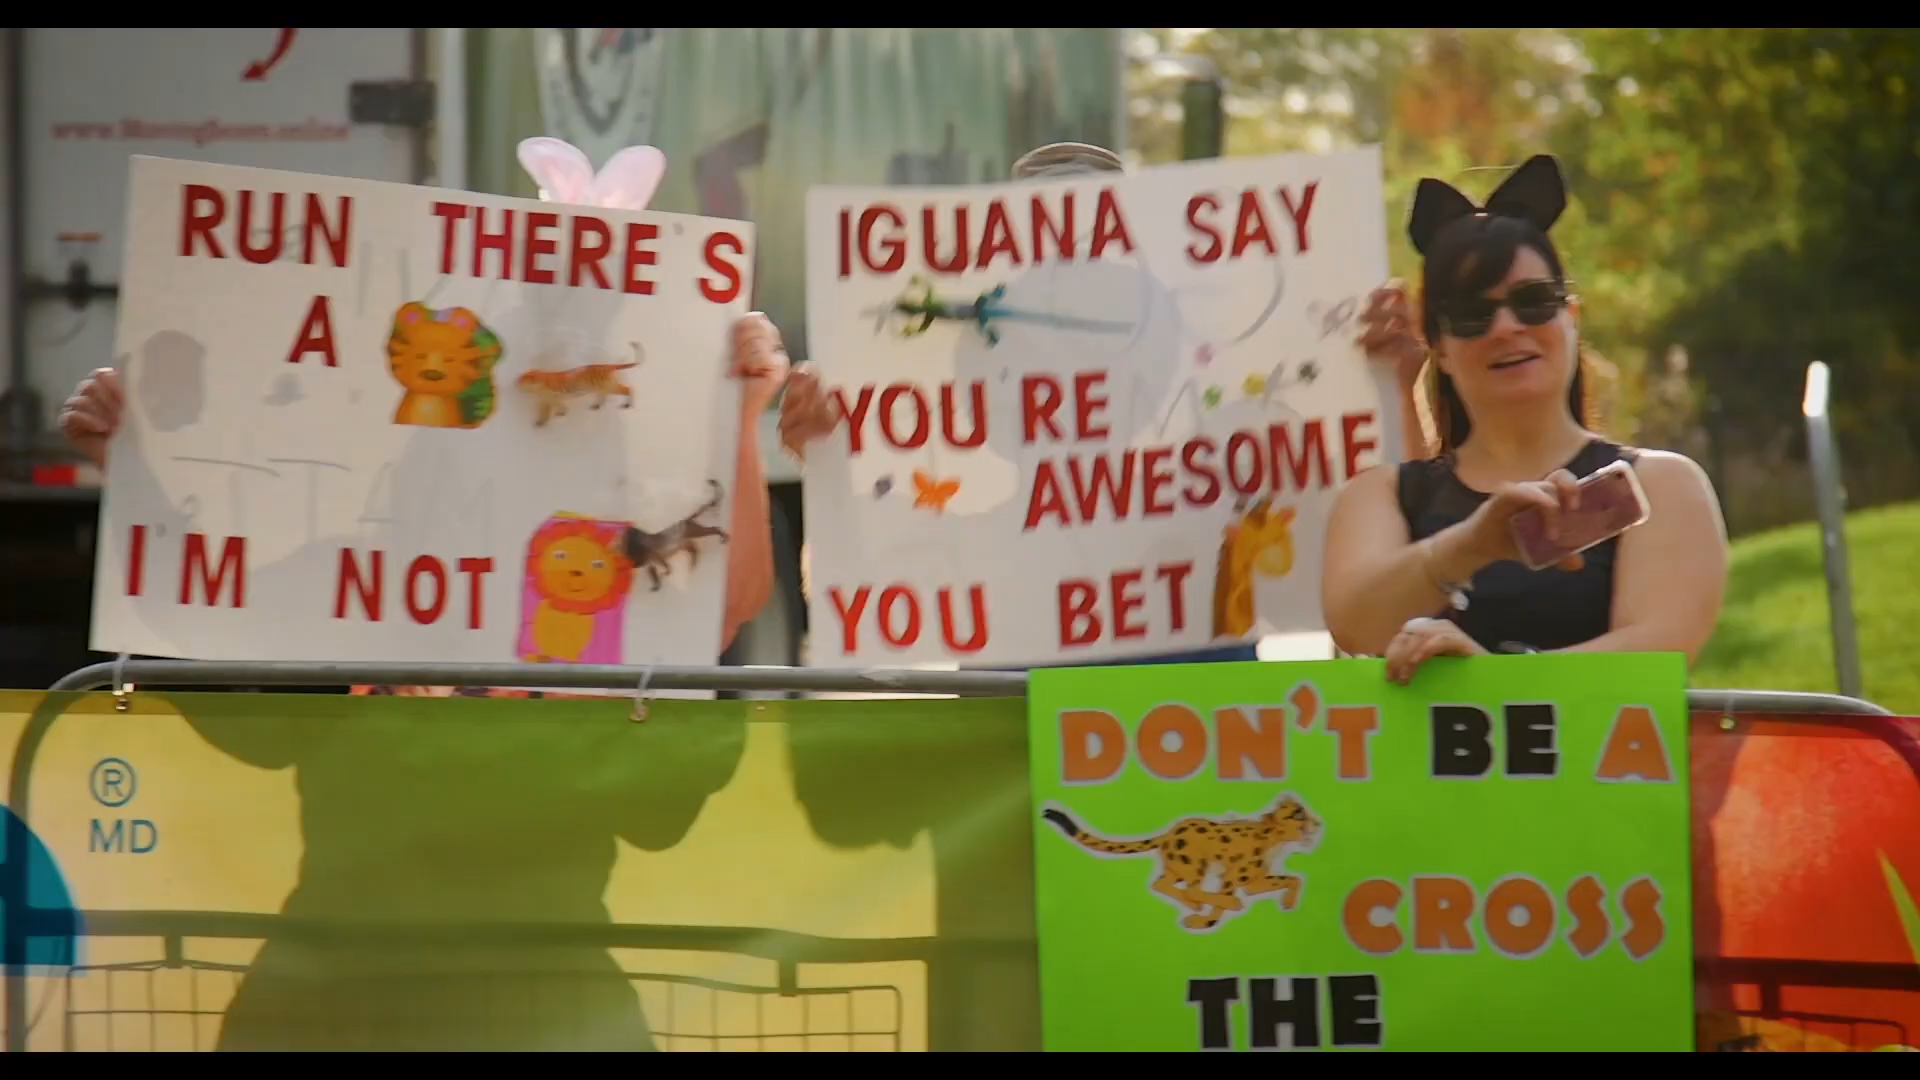 RUN THERE'S
A
I'M NOT
IGUANA SAY
YOU'RE
AWESOME
YOU BET
DON'T BE A
CROSS
THE
®
MD